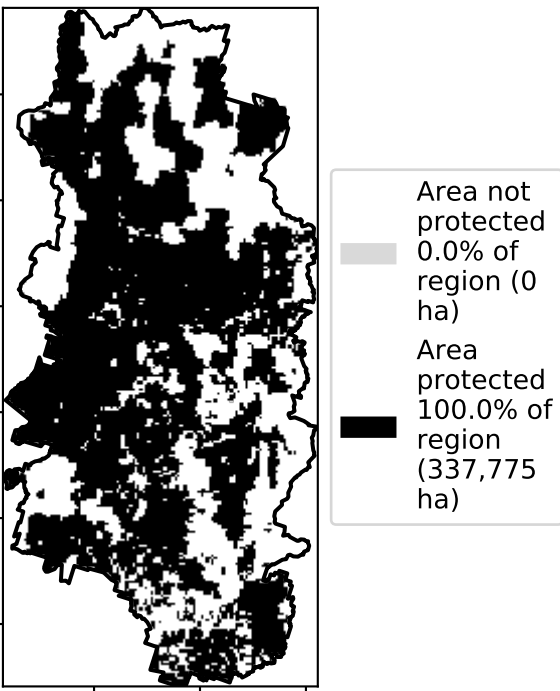 Area not
protected
0.0% of
region (0
ha)
Area
protected
100.0% of
region
(337,775
ha)